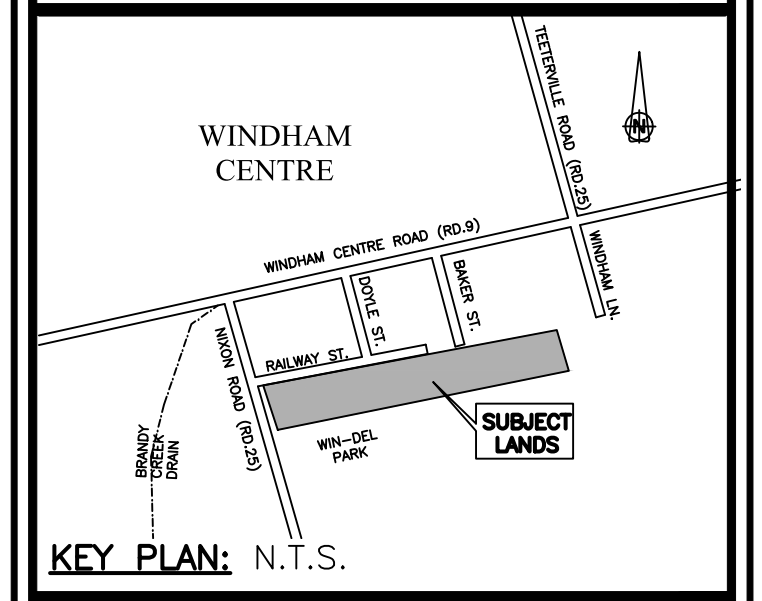 TEETERVILLE ROAD (RD.25)
N
WINDHAM
CENTRE
WINDHAM CENTRE ROAD (RD.9)
WINDHAM LN.
BAKER ST.
DOYLE ST.
RAILWAY ST.
NIXON ROAD (RD.25)
SUBJECT
LANDS
WIN-DEL
PARK
BRANDY
CREEK
DRAIN
KEY PLAN: N.T.S.